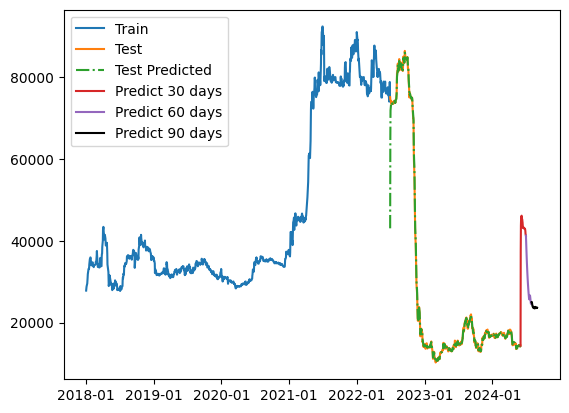 Train
Test
Test Predicted
Predict 30 days
Predict 60 days
Predict 90 days
80000
60000
40000
20000
2018-01 2019-01 2020-01 2021-01 2022-01 2023-01 2024-01